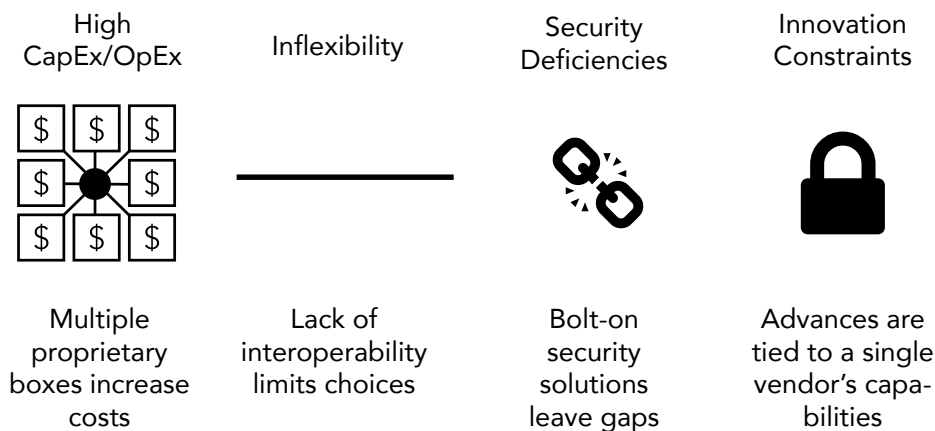 High
CapEx/OpEx
Inflexibility
Security
Deficiencies
Innovation
Constraints
$ $ $
$ $
$ $ $
Multiple
proprietary
boxes increase
costs
Lack of
interoperability
limits choices
Bolt-on
security
solutions
leave gaps
Advances are
tied to a single
vendor’s capa-
bilities